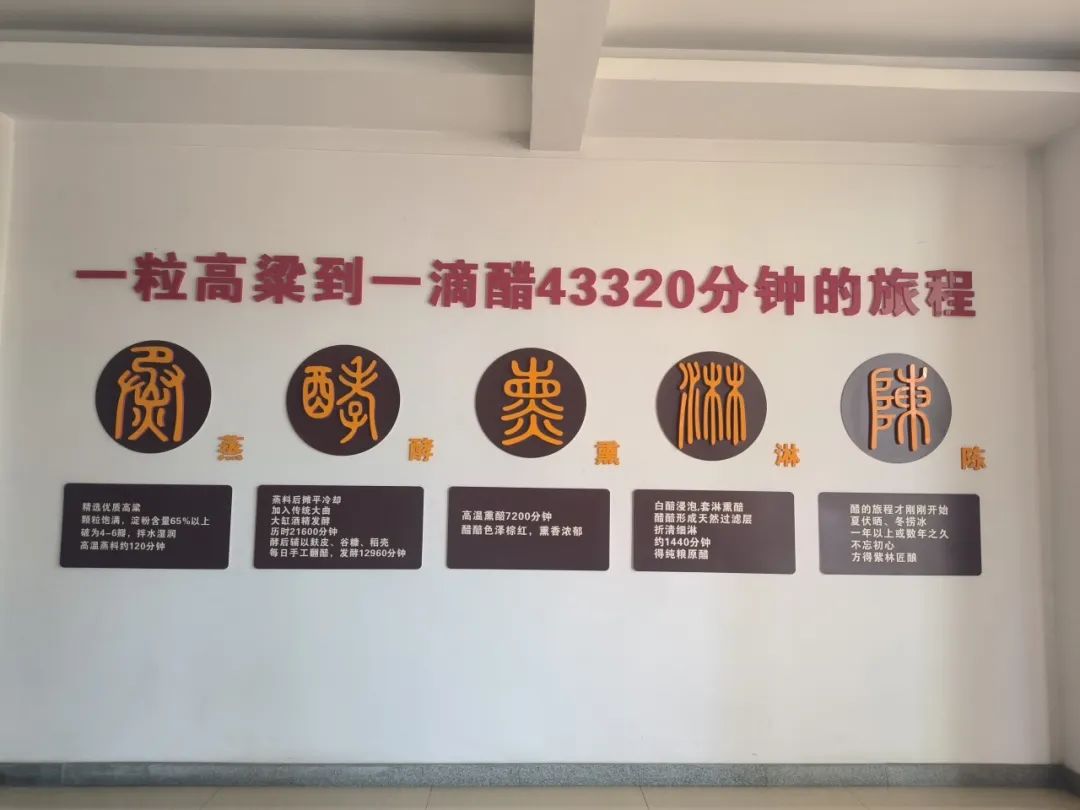 一粒高粱到一滴醋43320分钟的旅程
蒸
蒸
酵
酵
熏
熏
淋
淋
陳
陈
精选优质高粱
颗粒饱满，淀粉含量65%以上
破为4-6瓣，拌水湿润
高温蒸料约120分钟
蒸料后摊平冷却
加入传统大曲
大缸酒精发酵
历时21600分钟
酵后辅以麸皮、谷糠、稻壳
每日手工翻醅，发酵12960分钟
高温熏醅7200分钟
醋醅色泽棕红，熏香浓郁
白醅浸泡,套淋熏醅
醋醅形成天然过滤层
折清细淋
约1440分钟
得纯粮原醋
醋的旅程才刚刚开始
夏伏晒、冬捞冰
一年以上或数年之久
不忘初心
方得紫林匠酿